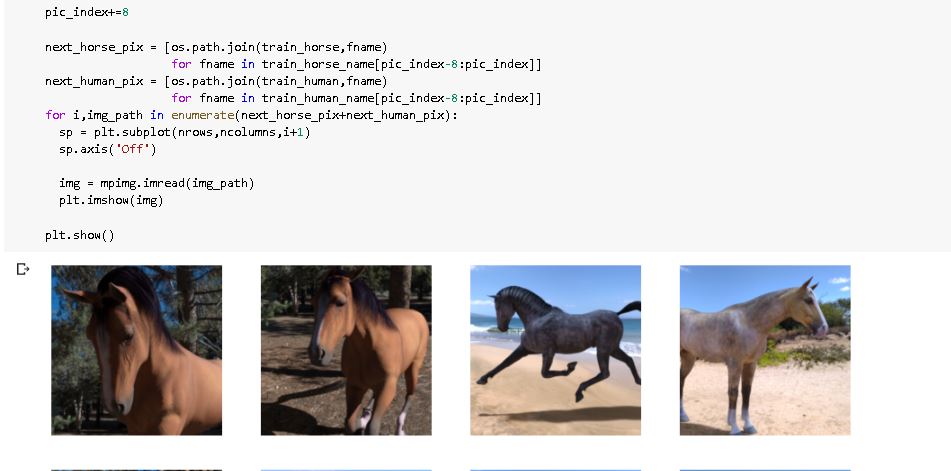 pic_index+=8
next_horse_pix = [os.path.join(train_horse,fname)
for fname in train_horse_name[pic_index-8:pic_index]]
next_human_pix = [os.path.join(train_human,fname)
for fname in train_human_name[pic_index-8:pic_index]]
for i,img_path in enumerate(next_horse_pix+next_human_pix):
sp = plt.subplot(nrows,ncolumns,i+1)
sp.axis('Off')
img = mpimg.imread(img_path)
plt.imshow(img)
plt.show()